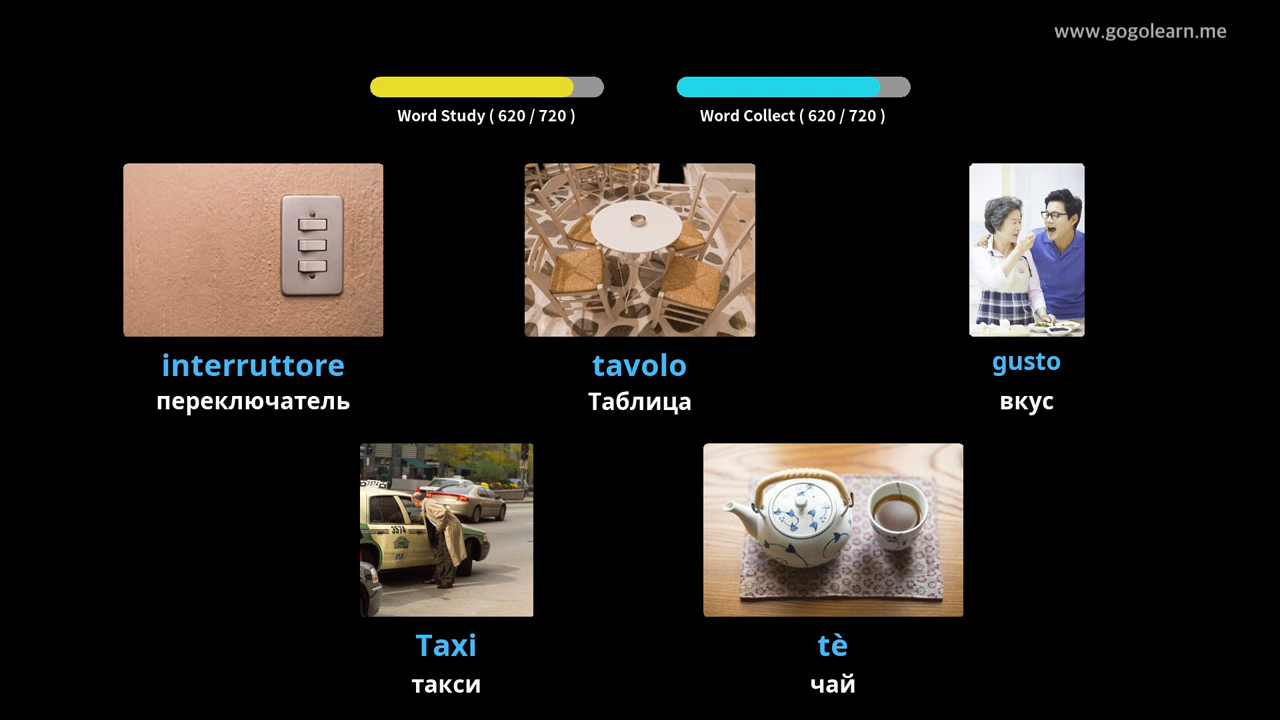 www.gogolearn.me
Word Study ( 620 / 720 )
Word Collect ( 620 / 720 )
interruttore
переключатель
tavolo
Таблица
gusto
вкус
3574
Taxi
такси
tè
чай